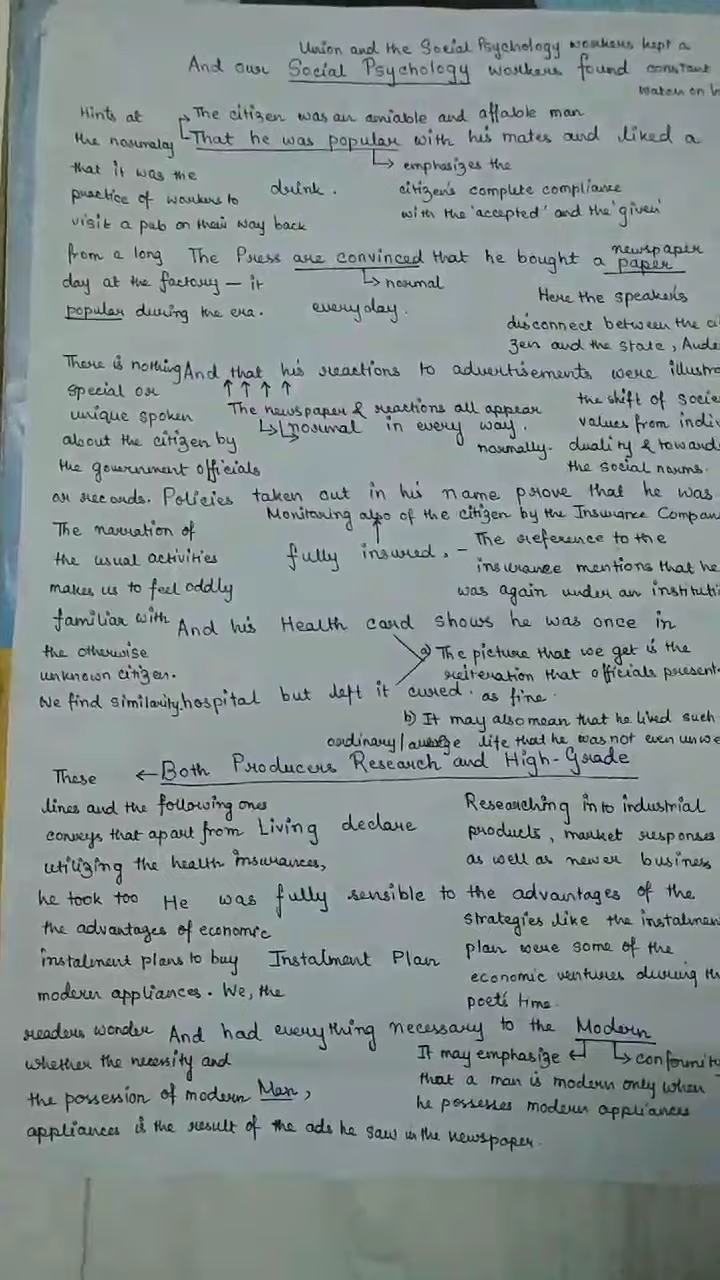 Union and the Social Psychology workers kept a
And our Social Psychology workers found constant
watch on
Hints at The citizen was an amiable and affable man
the normalcy That he was popular with his mates and liked a
that it was the emphasizes the
practice of workers to drink. citizen's complete compliance
visit a pub on their way back with the 'accepted' and the 'given'
from a long The Press are convinced that he bought a newspaper paper
day at the factory – it normal Here the speaker's
popular during the era. everyday. disconnect between the
zen and the state,
There is nothing And that his reactions to advertisements were
special or the shift of
unique spoken The newspaper & reactions all appear values from
about the citizen by normal in every way. duality & towards
the government officials normally. the social norms.
or records. Policies taken out in his name prove that he was
Monitoring also of the citizen by the Insurance
The narration of The reference to the
the usual activities fully insured, – insurance mentions that he
makes us to feel oddly was again under an
familiar with And his Health card shows he was once in
the otherwise a) The picture that we get is the
unknown citizen. reiteration that officials present
We find similarity. hospital but left it cured. as fine.
b) It may also mean that he lived such
ordinary/average life that he was not even
These ← Both Producers Research and High-Grade
lines and the following ones Researching into industrial
conveys that apart from Living declare products, market responses
utilizing the health insurances, as well as newer business
he took too He was fully sensible to the advantages of the
the advantages of economic strategies like the
instalment plans to buy Instalment Plan plan were some of the
modern appliances. We, the economic ventures during
poet's time.
readers wonder And had everything necessary to the Modern
whether the necessity and It may emphasize
the possession of modern Man, that a man is modern only when
he possesses modern appliances
appliances is the result of the ads he saw in the newspaper.